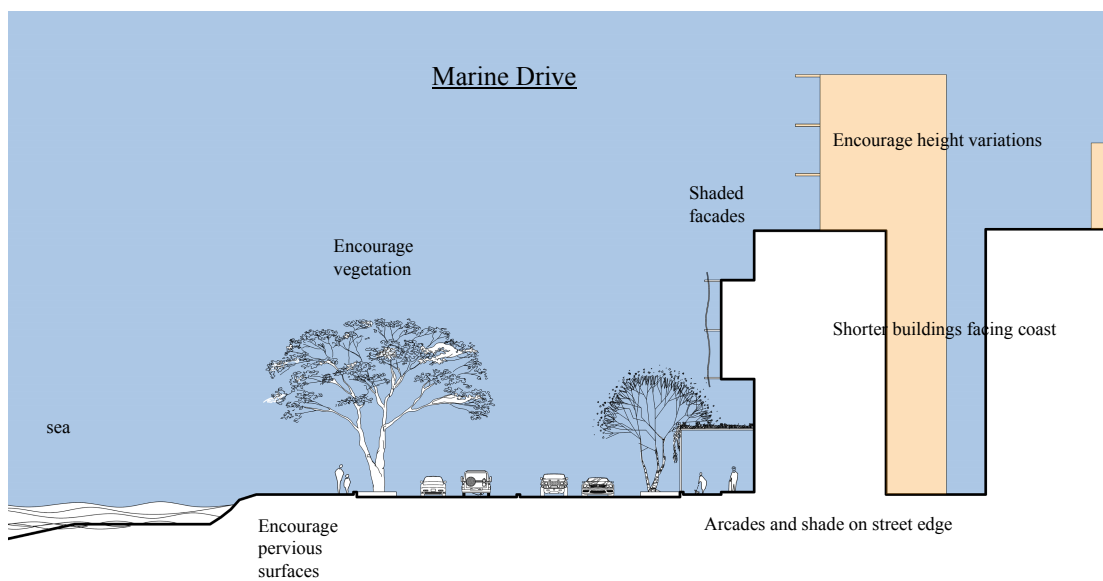 Marine Drive
Encourage height variations
Shaded
facades
Encourage
vegetation
Shorter buildings facing coast
sea
Encourage
pervious
surfaces
Arcades and shade on street edge